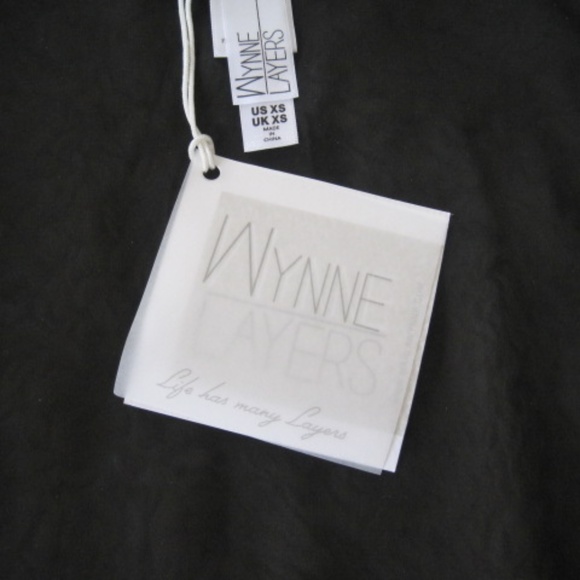 WYNNE
LAYERS
US XS
UK XS
MADE
IN
CHINA
WYNNE
LAYERS
Life has many Layers